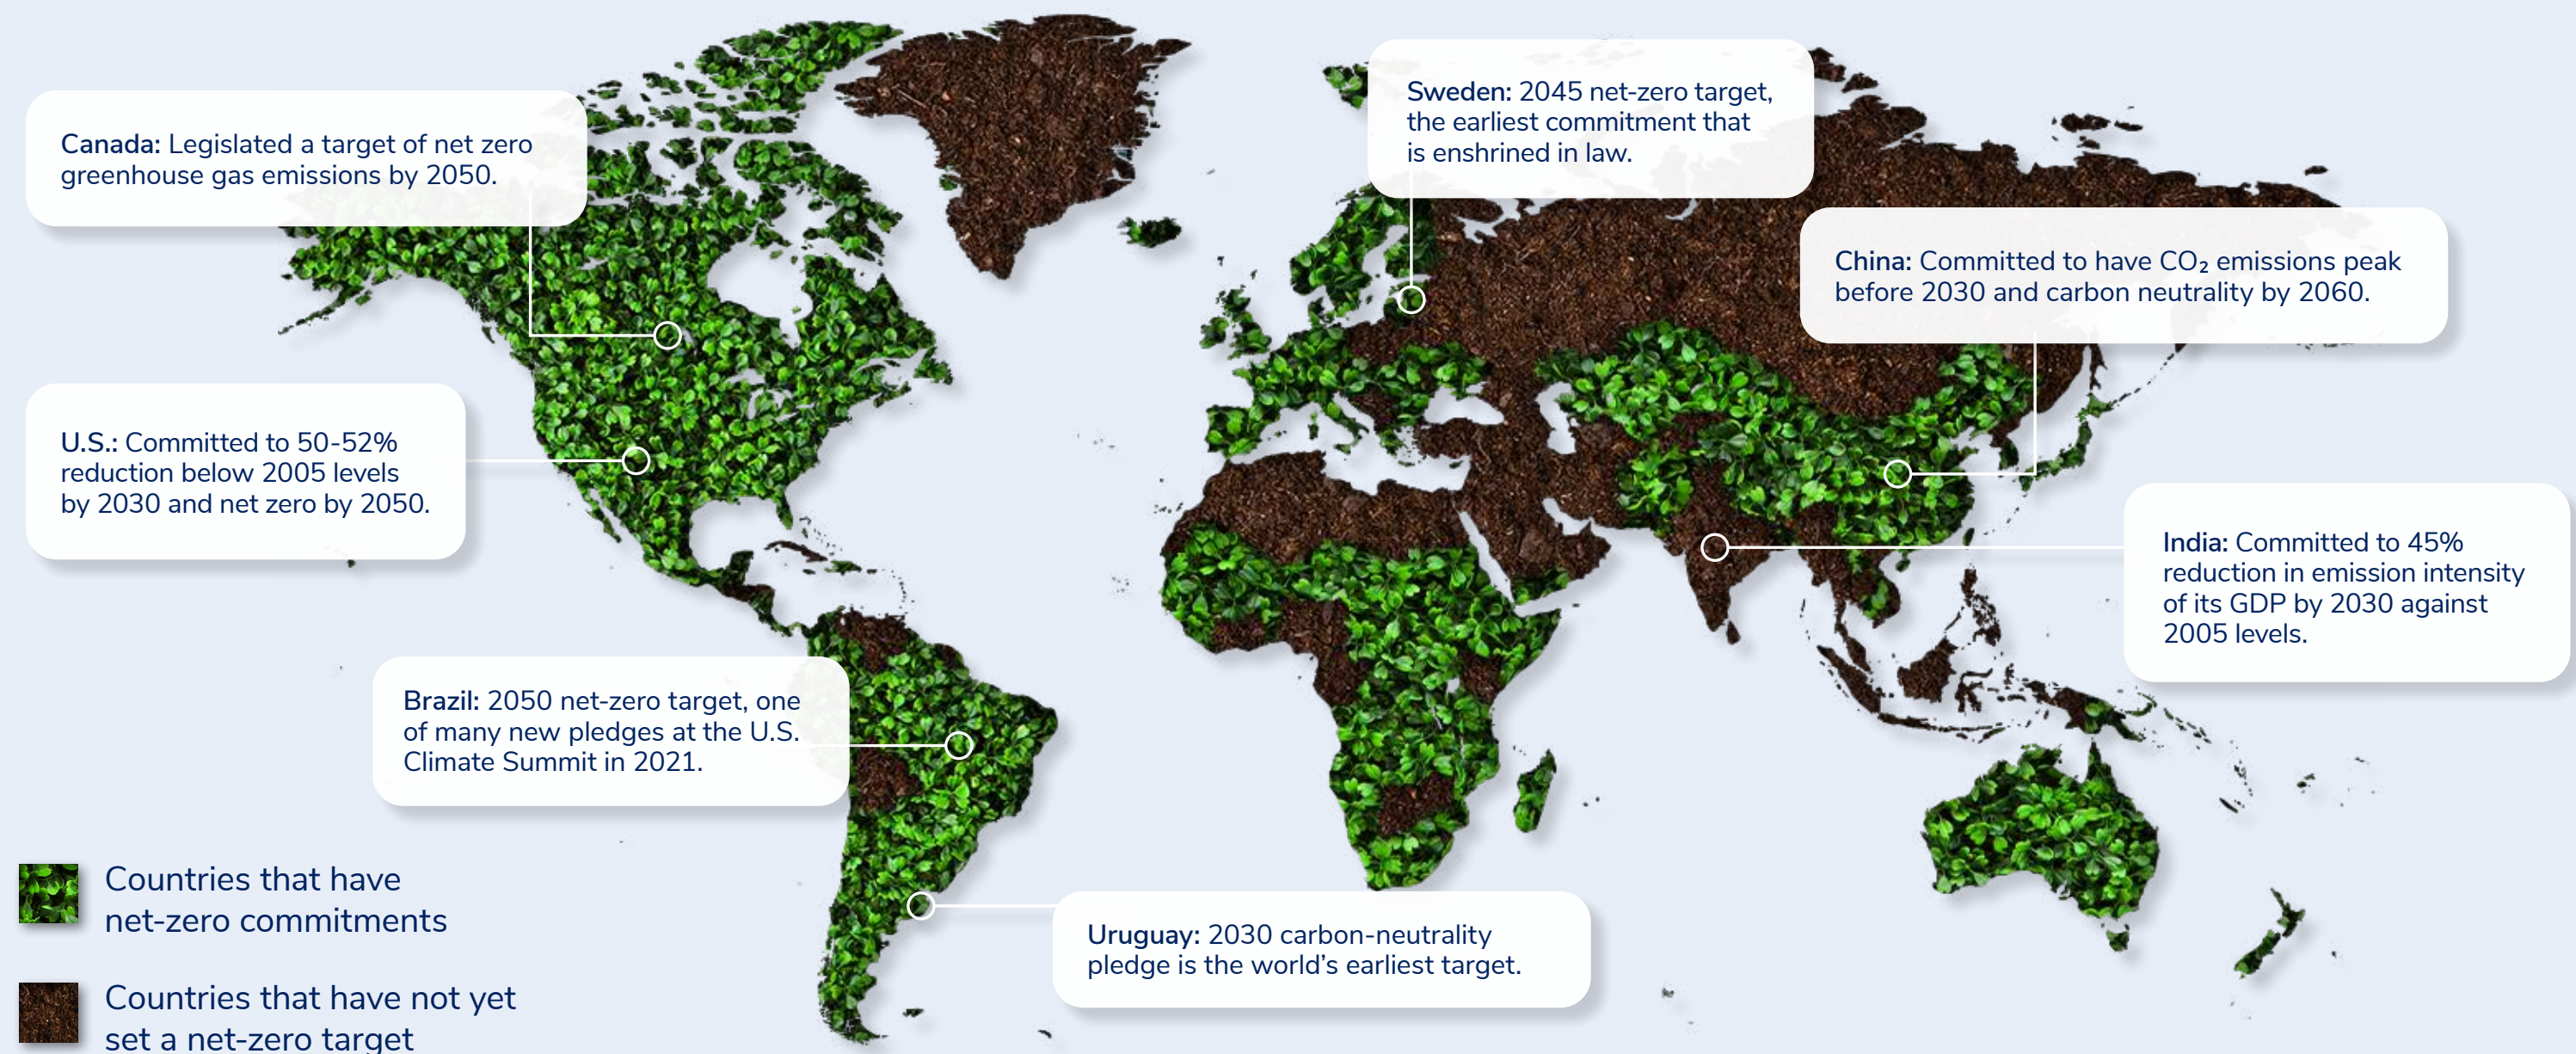 Canada: Legislated a target of net zero
greenhouse gas emissions by 2050.
Sweden: 2045 net-zero target,
the earliest commitment that
is enshrined in law.
China: Committed to have CO₂ emissions peak
before 2030 and carbon neutrality by 2060.
U.S.: Committed to 50-52%
reduction below 2005 levels
by 2030 and net zero by 2050.
India: Committed to 45%
reduction in emission intensity
of its GDP by 2030 against
2005 levels.
Brazil: 2050 net-zero target, one
of many new pledges at the U.S.
Climate Summit in 2021.
Uruguay: 2030 carbon-neutrality
pledge is the world’s earliest target.
Countries that have
net-zero commitments
Countries that have not yet
set a net-zero target